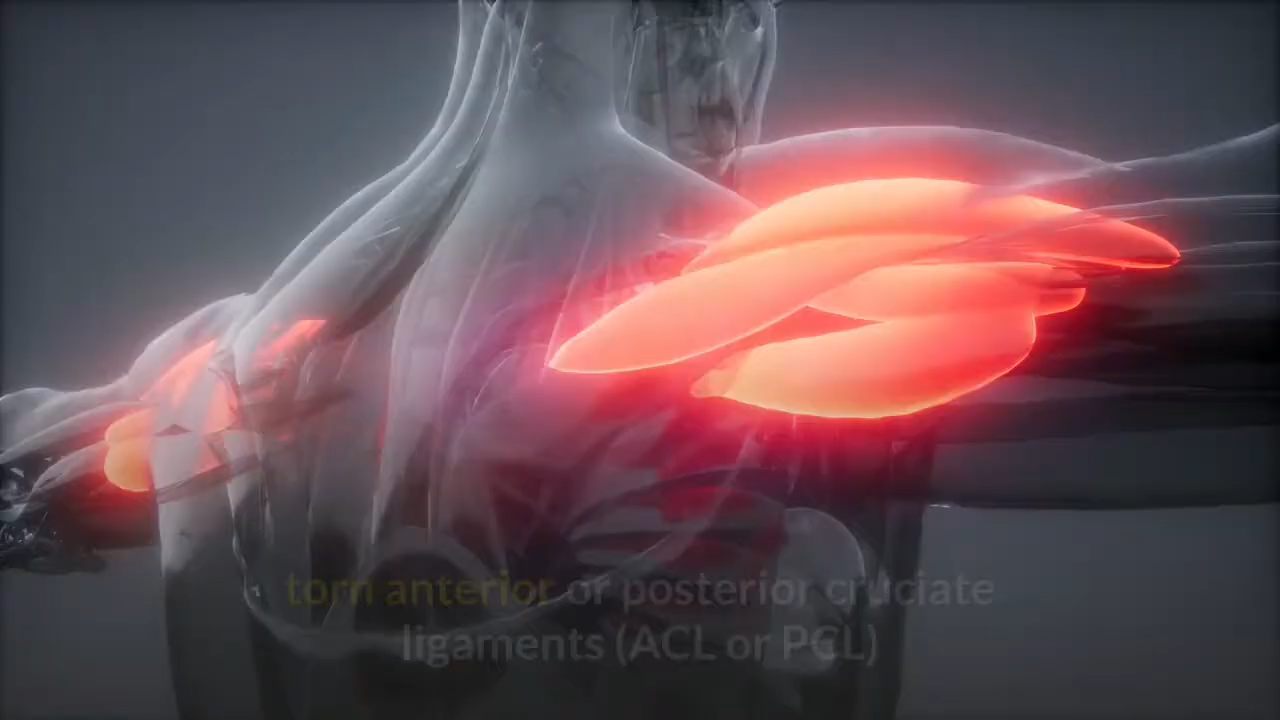 torn anterior or posterior cruciate
ligaments (ACL or PCL)